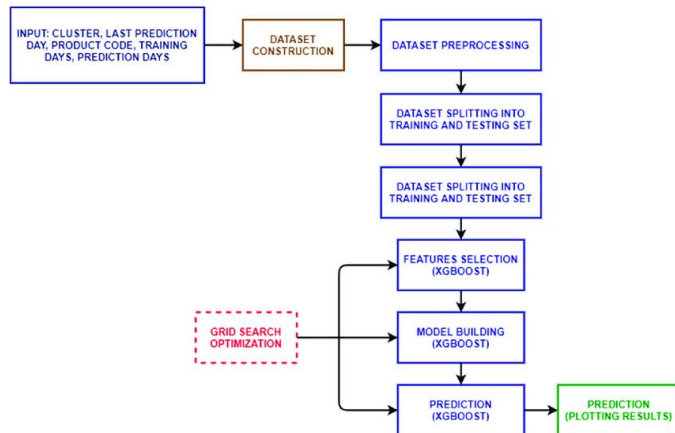 INPUT: CLUSTER, LAST PREDICTION
DAY, PRODUCT CODE, TRAINING
DAYS, PREDICTION DAYS
DATASET
CONSTRUCTION
DATASET PREPROCESSING
DATASET SPLITTING INTO
TRAINING AND TESTING SET
DATASET SPLITTING INTO
TRAINING AND TESTING SET
FEATURES SELECTION
(XGBOOST)
GRID SEARCH
OPTIMIZATION
MODEL BUILDING
(XGBOOST)
PREDICTION
(XGBOOST)
PREDICTION
(PLOTTING RESULTS)